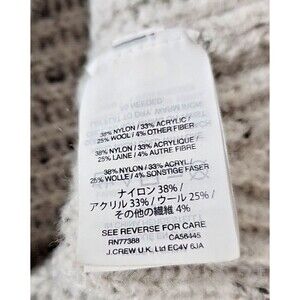 38% NYLON / 33% ACRYLIC /
25% WOOL / 4% OTHER FIBER
38% NYLON / 33% ACRYLIQUE /
25% LAINE / 4% AUTRE FIBRE
38% NYLON / 33% ACRYL /
25% WOLLE / 4% SONSTIGE FASER
ナイロン 38% /
アクリル 33% / ウール 25% /
その他の繊維 4%
SEE REVERSE FOR CARE
RN77388 CA56445
J.CREW U.K. Ltd EC4V 6JA